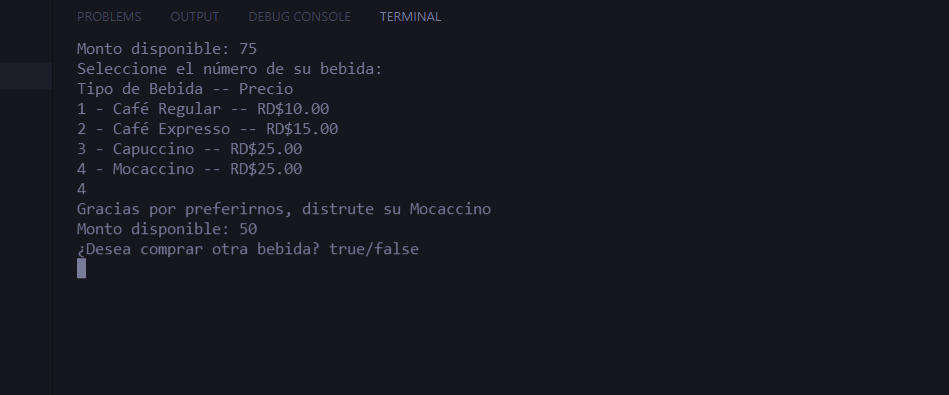 PROBLEMS OUTPUT DEBUG CONSOLE TERMINAL
Monto disponible: 75
Seleccione el número de su bebida:
Tipo de Bebida -- Precio
1 - Café Regular -- RD$10.00
2 - Café Expresso -- RD$15.00
3 - Capuccino -- RD$25.00
4 - Mocaccino -- RD$25.00
4
Gracias por preferirnos, distrute su Mocaccino
Monto disponible: 50
¿Desea comprar otra bebida? true/false